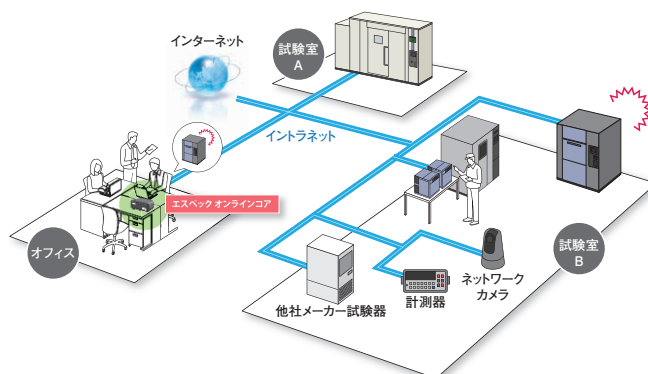 インターネット
試験室
A
イントラネット
エスペック オンラインコア
オフィス
試験室
B
ネットワーク
カメラ
計測器
他社メーカー試験器